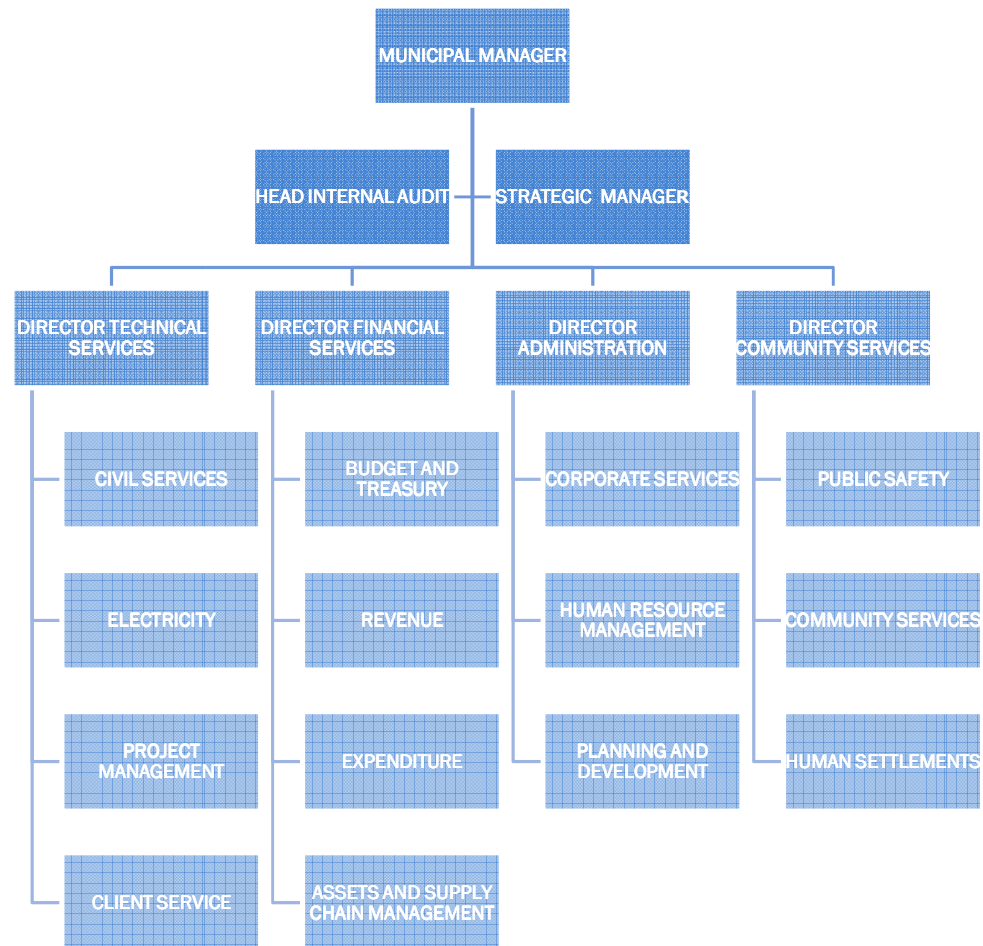 MUNICIPAL MANAGER
HEAD INTERNAL AUDIT
STRATEGIC MANAGER
DIRECTOR TECHNICAL
SERVICES
DIRECTOR FINANCIAL
SERVICES
DIRECTOR
ADMINISTRATION
DIRECTOR
COMMUNITY SERVICES
CIVIL SERVICES
BUDGET AND
TREASURY
CORPORATE SERVICES
PUBLIC SAFETY
ELECTRICITY
REVENUE
HUMAN RESOURCE
MANAGEMENT
COMMUNITY SERVICES
PROJECT
MANAGEMENT
EXPENDITURE
PLANNING AND
DEVELOPMENT
HUMAN SETTLEMENTS
CLIENT SERVICE
ASSETS AND SUPPLY
CHAIN MANAGEMENT